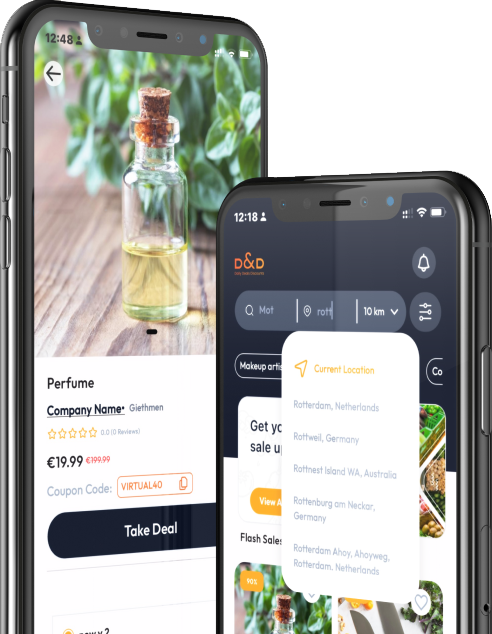 12:48
Perfume
Company Name• Giethmen
0.0 (0 Reviews)
€19.99 €199.99
Coupon Code: VIRTUAL40
Take Deal
12:18
D&D
Mot rott 10 km
Makeup artis
Co
Current Location
Rotterdam, Netherlands
Rottweil, Germany
Rottnest Island WA, Australia
Rottenburg am Neckar,
Germany
Rotterdam Ahoy, Ahoyweg,
Rotterdam, Netherlands
Get yo
sale up
View A
Flash Sales
90%